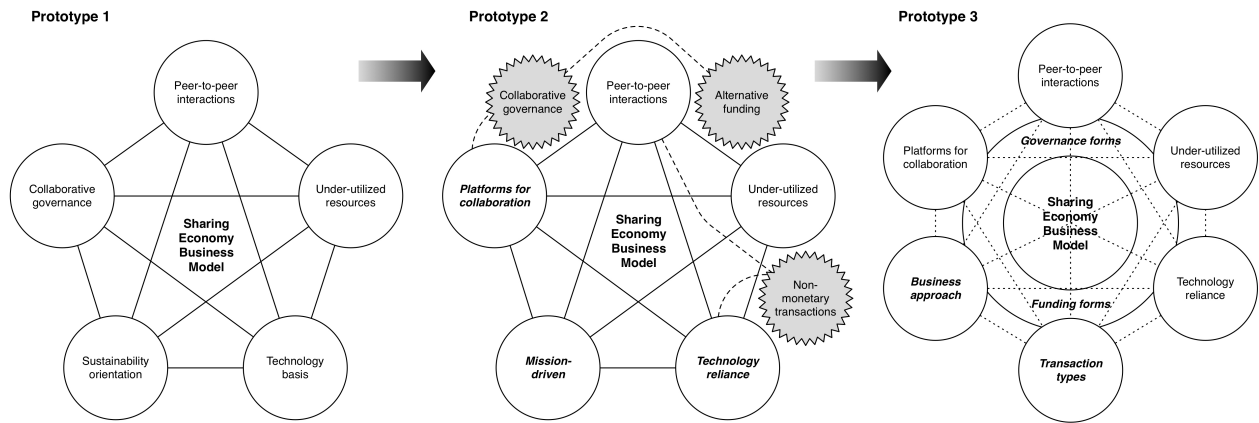 Prototype 1
Peer-to-peer
interactions
Collaborative
governance
Under-utilized
resources
Sharing
Economy
Business
Model
Sustainability
orientation
Technology
basis
Prototype 2
Collaborative
governance
Peer-to-peer
interactions
Alternative
funding
Platforms for
collaboration
Under-utilized
resources
Sharing
Economy
Business
Model
Non-
monetary
transactions
Mission-
driven
Technology
reliance
Prototype 3
Peer-to-peer
interactions
Platforms for
collaboration
Governance forms
Under-utilized
resources
Sharing
Economy
Business
Model
Business
approach
Technology
reliance
Funding forms
Transaction
types